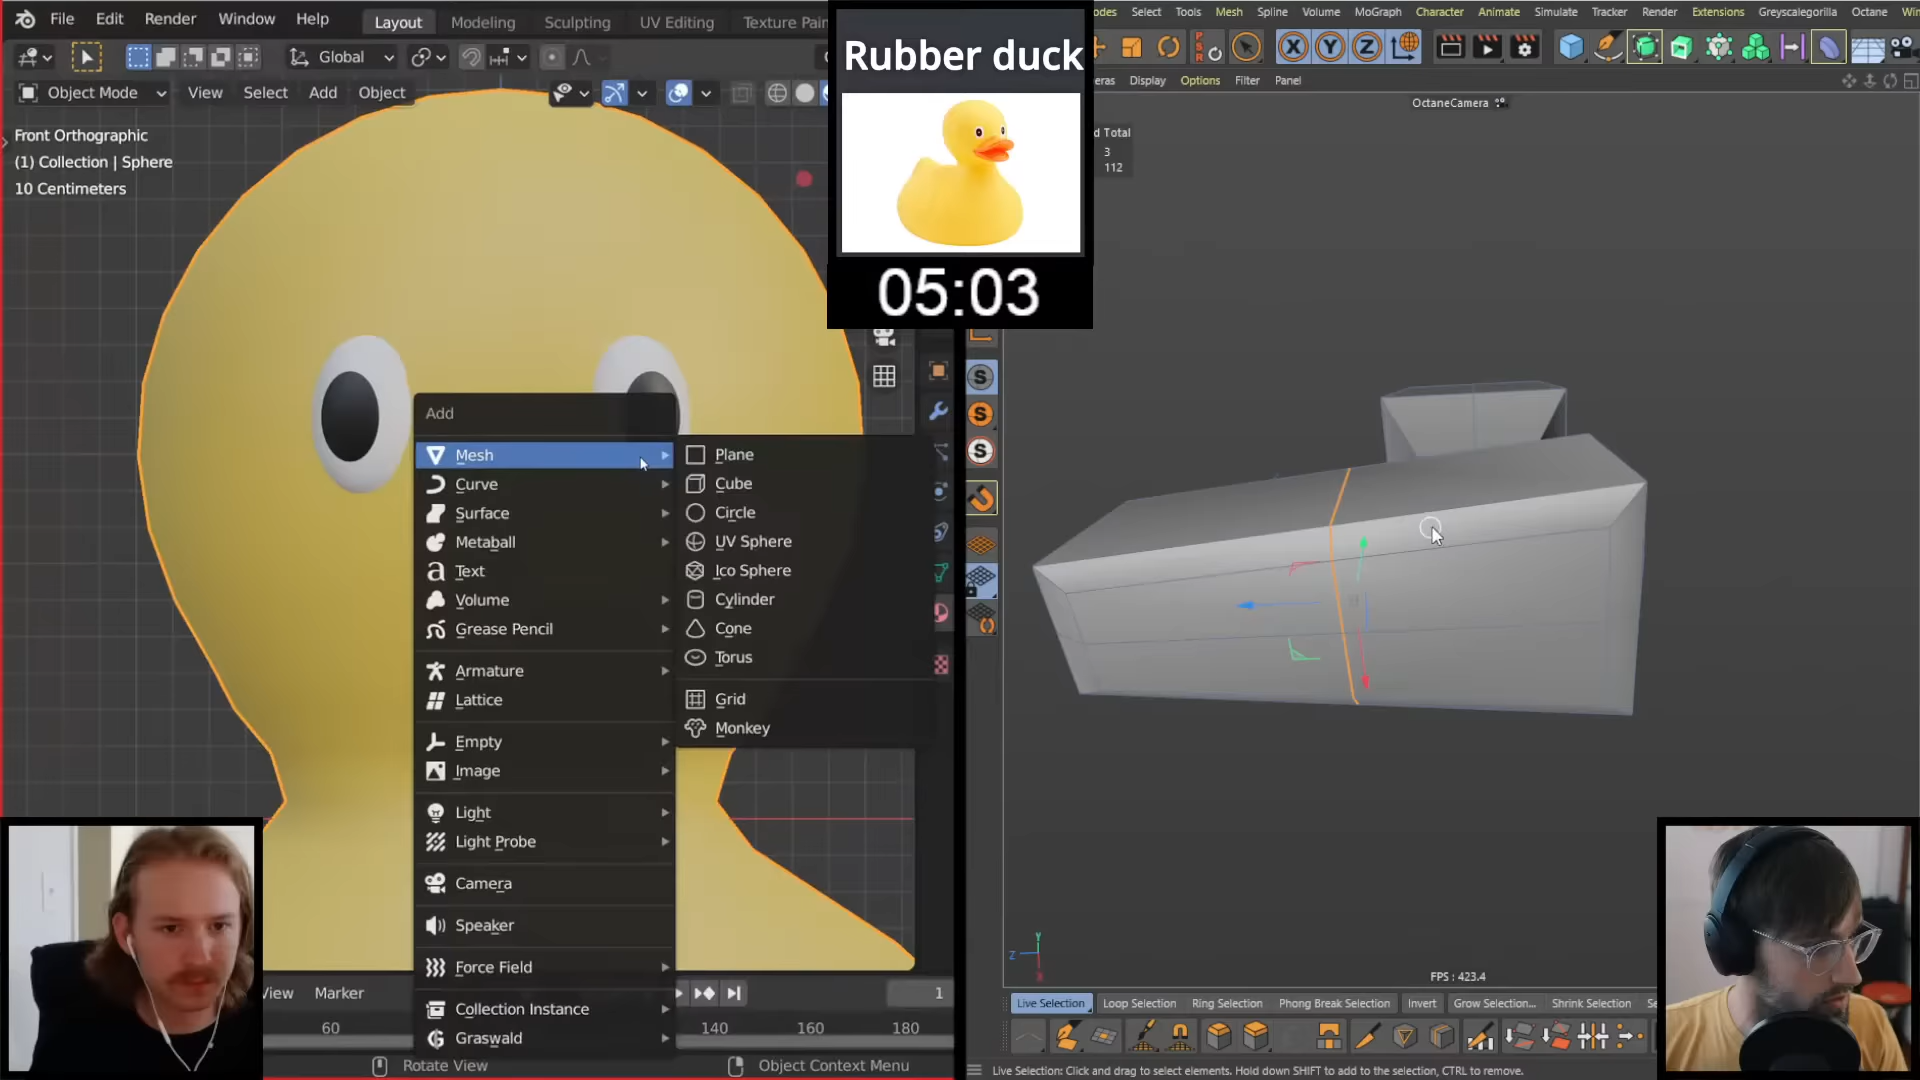 File Edit Render Window Help
Layout Modeling Sculpting UV Editing Texture Pain
Global
Object Mode View Select Add Object
Front Orthographic
(1) Collection | Sphere
10 Centimeters
Add
Mesh
Curve
Surface
Metaball
Text
Volume
Grease Pencil
Armature
Lattice
Empty
Image
Light
Light Probe
Camera
Speaker
Force Field
Collection Instance
Graswald
Plane
Cube
Circle
UV Sphere
Ico Sphere
Cylinder
Cone
Torus
Grid
Monkey
View Marker
1
60 140 160 180
Rotate View Object Context Menu
Rubber duck
05:03
odes Select Tools Mesh Spline Volume MoGraph Character Animate Simulate Tracker Render Extensions Greyscalegorilla Octane Win
PSR
X Y Z
eras Display Options Filter Panel
OctaneCamera
d Total
3
112
S
S
S
Y
Z
X
FPS : 423.4
Live Selection Loop Selection Ring Selection Phong Break Selection Invert Grow Selection... Shrink Selection Se
Live Selection: Click and drag to select elements. Hold down SHIFT to add to the selection, CTRL to remove.